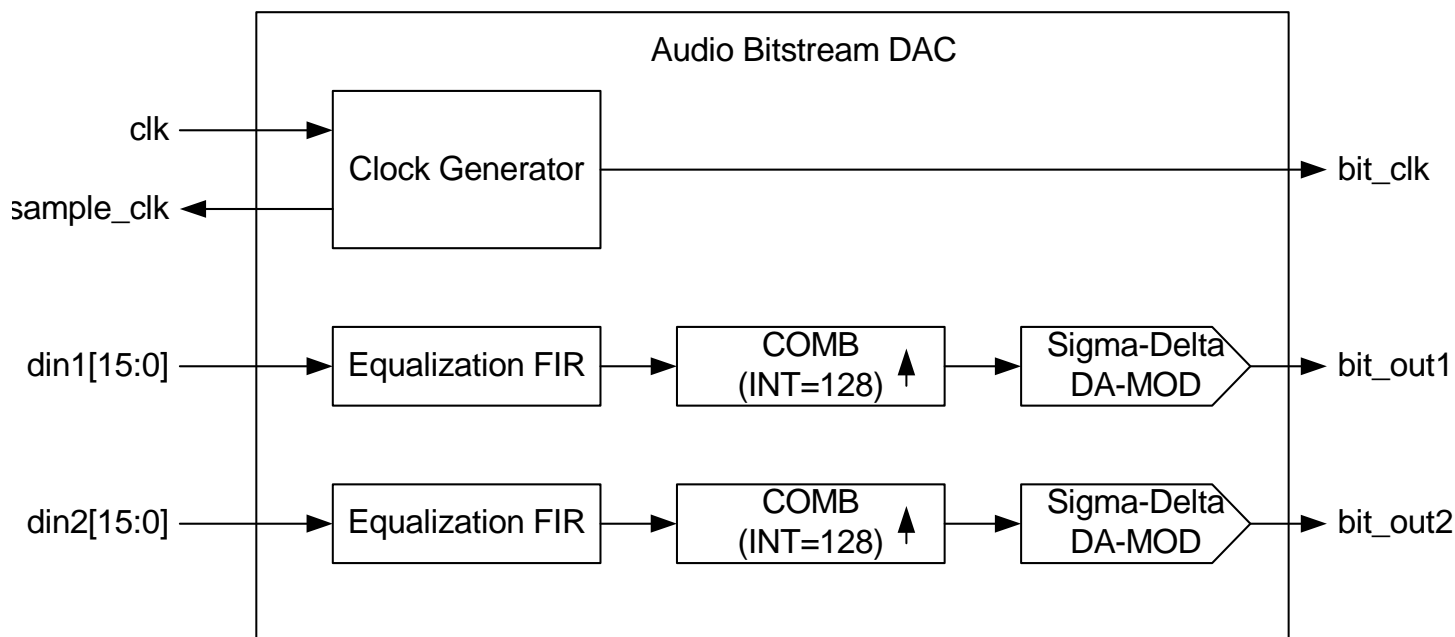 Audio Bitstream DAC
clk
Clock Generator
bit_clk
sample_clk
din1[15:0]
Equalization FIR
COMB
(INT=128)
Sigma-Delta
DA-MOD
bit_out1
din2[15:0]
Equalization FIR
COMB
(INT=128)
Sigma-Delta
DA-MOD
bit_out2